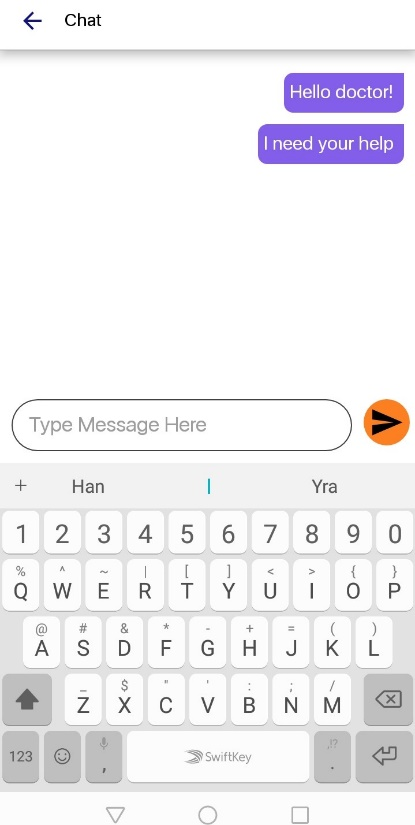 Chat
Hello doctor!
I need your help
Type Message Here
+ Han | Yra
1 2 3 4 5 6 7 8 9 0
% ^ ~ | [ ] < > { }
Q W E R T Y U I O P
@ # & * - + = ( )
A S D F G H J K L
_ $ " ' : ; /
Z X C V B N M
123 , SwiftKey ,!? .